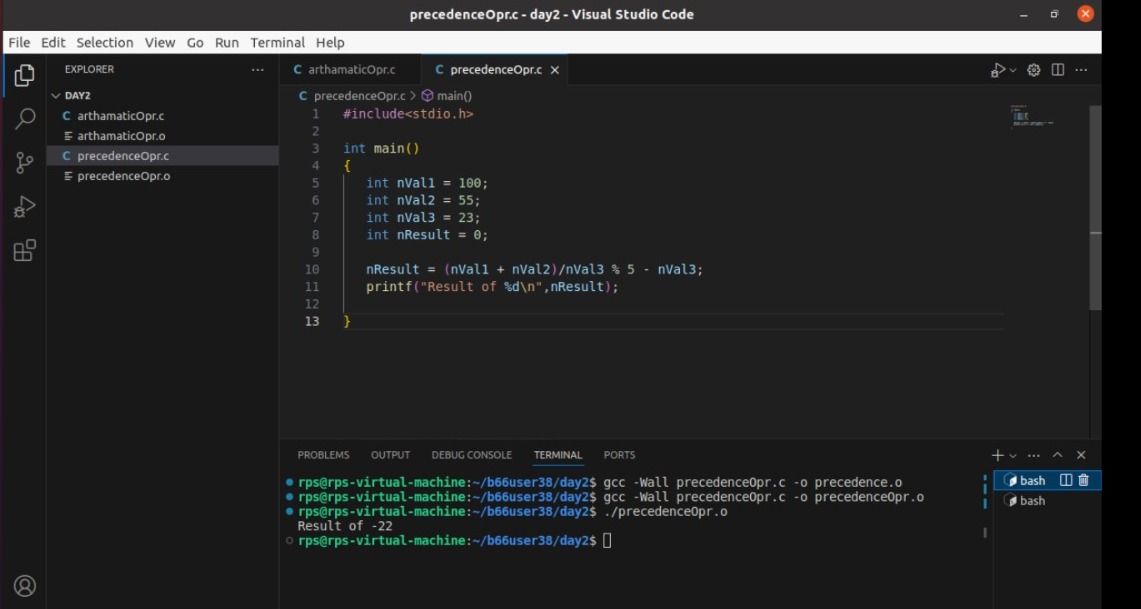 precedenceOpr.c - day2 - Visual Studio Code
File Edit Selection View Go Run Terminal Help
EXPLORER
DAY2
C arthamaticOpr.c
arthamaticOpr.o
C precedenceOpr.c
precedenceOpr.o
C arthamaticOpr.c C precedenceOpr.c
C precedenceOpr.c > main()
1 #include<stdio.h>
2
3 int main()
4 {
5 int nVal1 = 100;
6 int nVal2 = 55;
7 int nVal3 = 23;
8 int nResult = 0;
9
10 nResult = (nVal1 + nVal2)/nVal3 % 5 - nVal3;
11 printf("Result of %d\n",nResult);
12
13 }
PROBLEMS OUTPUT DEBUG CONSOLE TERMINAL PORTS
rps@rps-virtual-machine:~/b66user38/day2$ gcc -Wall precedenceOpr.c -o precedence.o
rps@rps-virtual-machine:~/b66user38/day2$ gcc -Wall precedenceOpr.c -o precedenceOpr.o
rps@rps-virtual-machine:~/b66user38/day2$ ./precedenceOpr.o
Result of -22
rps@rps-virtual-machine:~/b66user38/day2$
bash
bash